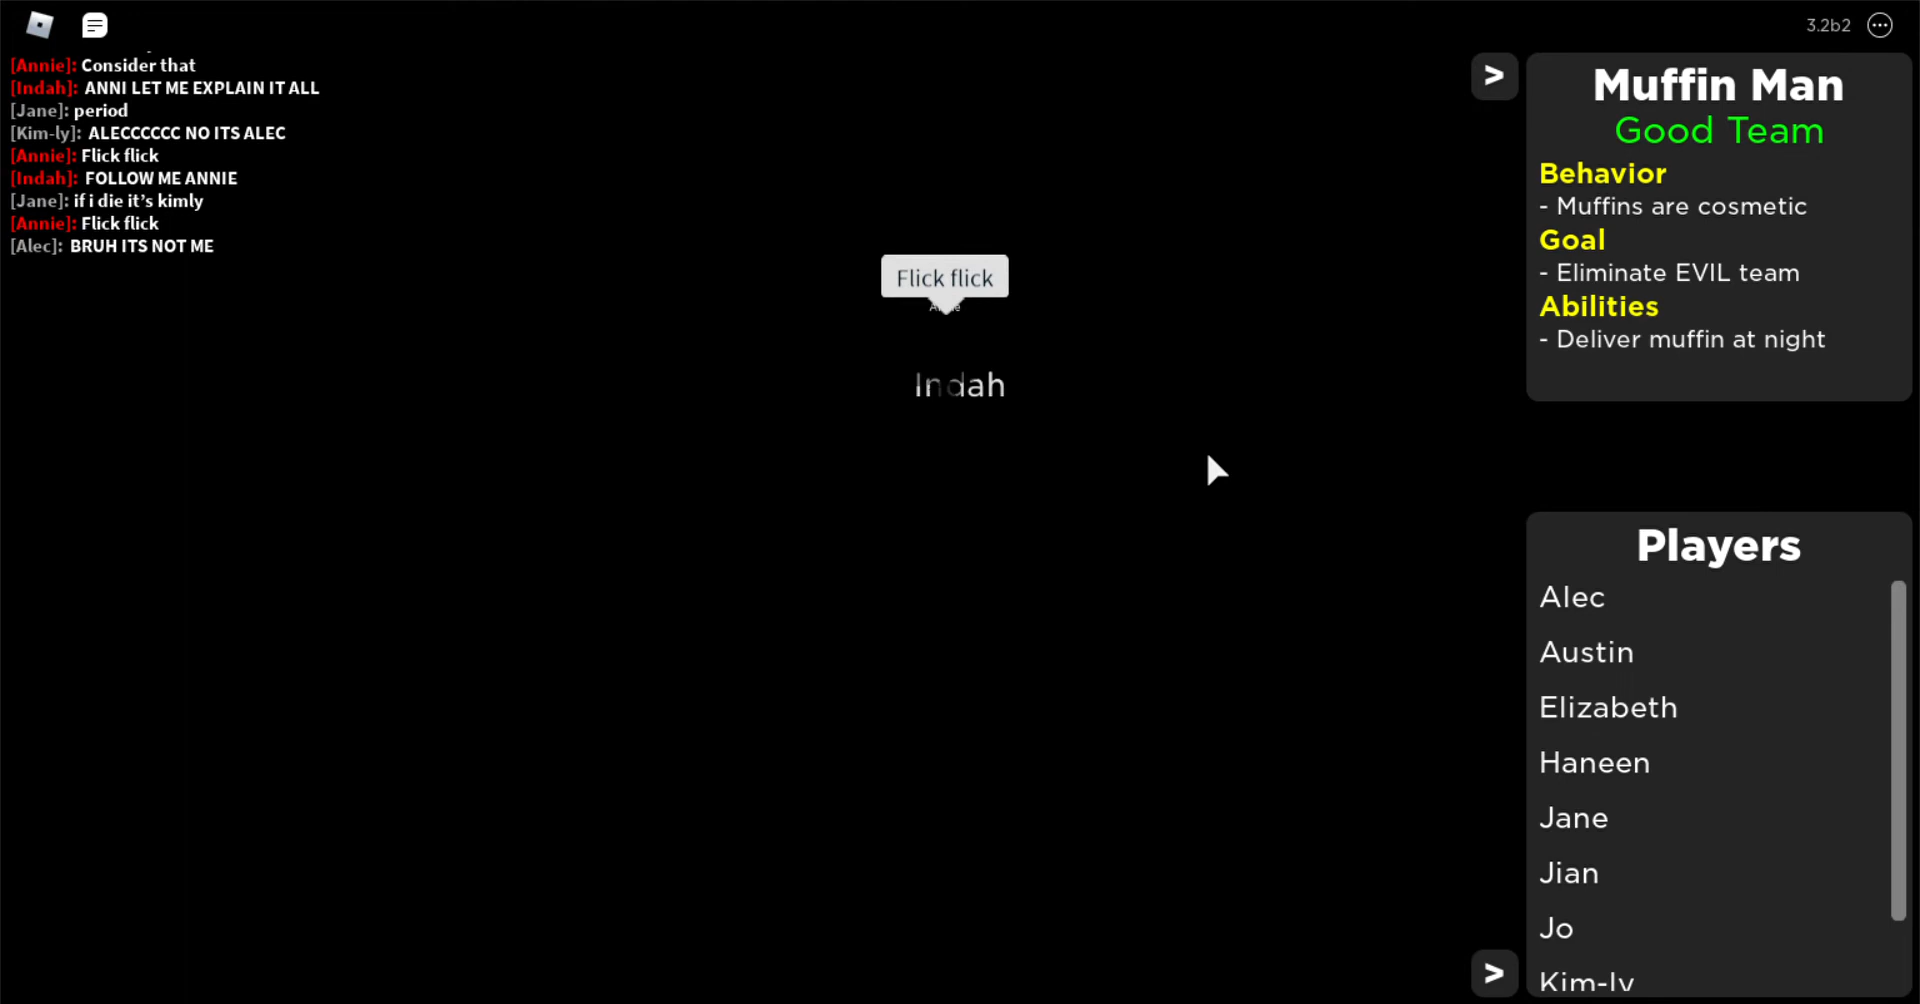 3.2b2
[Annie]: Consider that
[Indah]: ANNI LET ME EXPLAIN IT ALL
[Jane]: period
[Kim-ly]: ALECCCCCC NO ITS ALEC
[Annie]: Flick flick
[Indah]: FOLLOW ME ANNIE
[Jane]: if i die it’s kimly
[Annie]: Flick flick
[Alec]: BRUH ITS NOT ME
Flick flick
Indah
>
Muffin Man
Good Team
Behavior
- Muffins are cosmetic
Goal
- Eliminate EVIL team
Abilities
- Deliver muffin at night
Players
Alec
Austin
Elizabeth
Haneen
Jane
Jian
Jo
Kim-ly
>